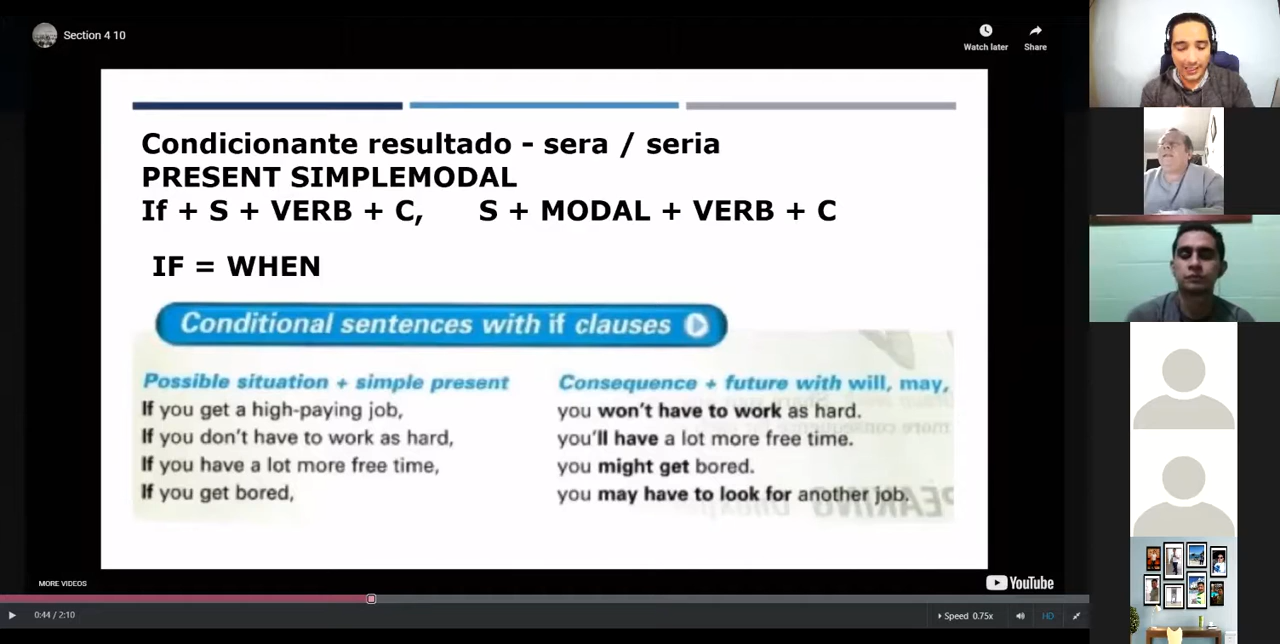 Section 4 10
Watch later
Share
Condicionante resultado - sera / seria
PRESENT SIMPLEMODAL
If + S + VERB + C, S + MODAL + VERB + C
IF = WHEN
Conditional sentences with if clauses
Possible situation + simple present Consequence + future with will, may,
If you get a high-paying job, you won't have to work as hard.
If you don't have to work as hard, you'll have a lot more free time.
If you have a lot more free time, you might get bored.
If you get bored, you may have to look for another job.
MORE VIDEOS
YouTube
0:44 / 2:10
Speed 0.75x
HD